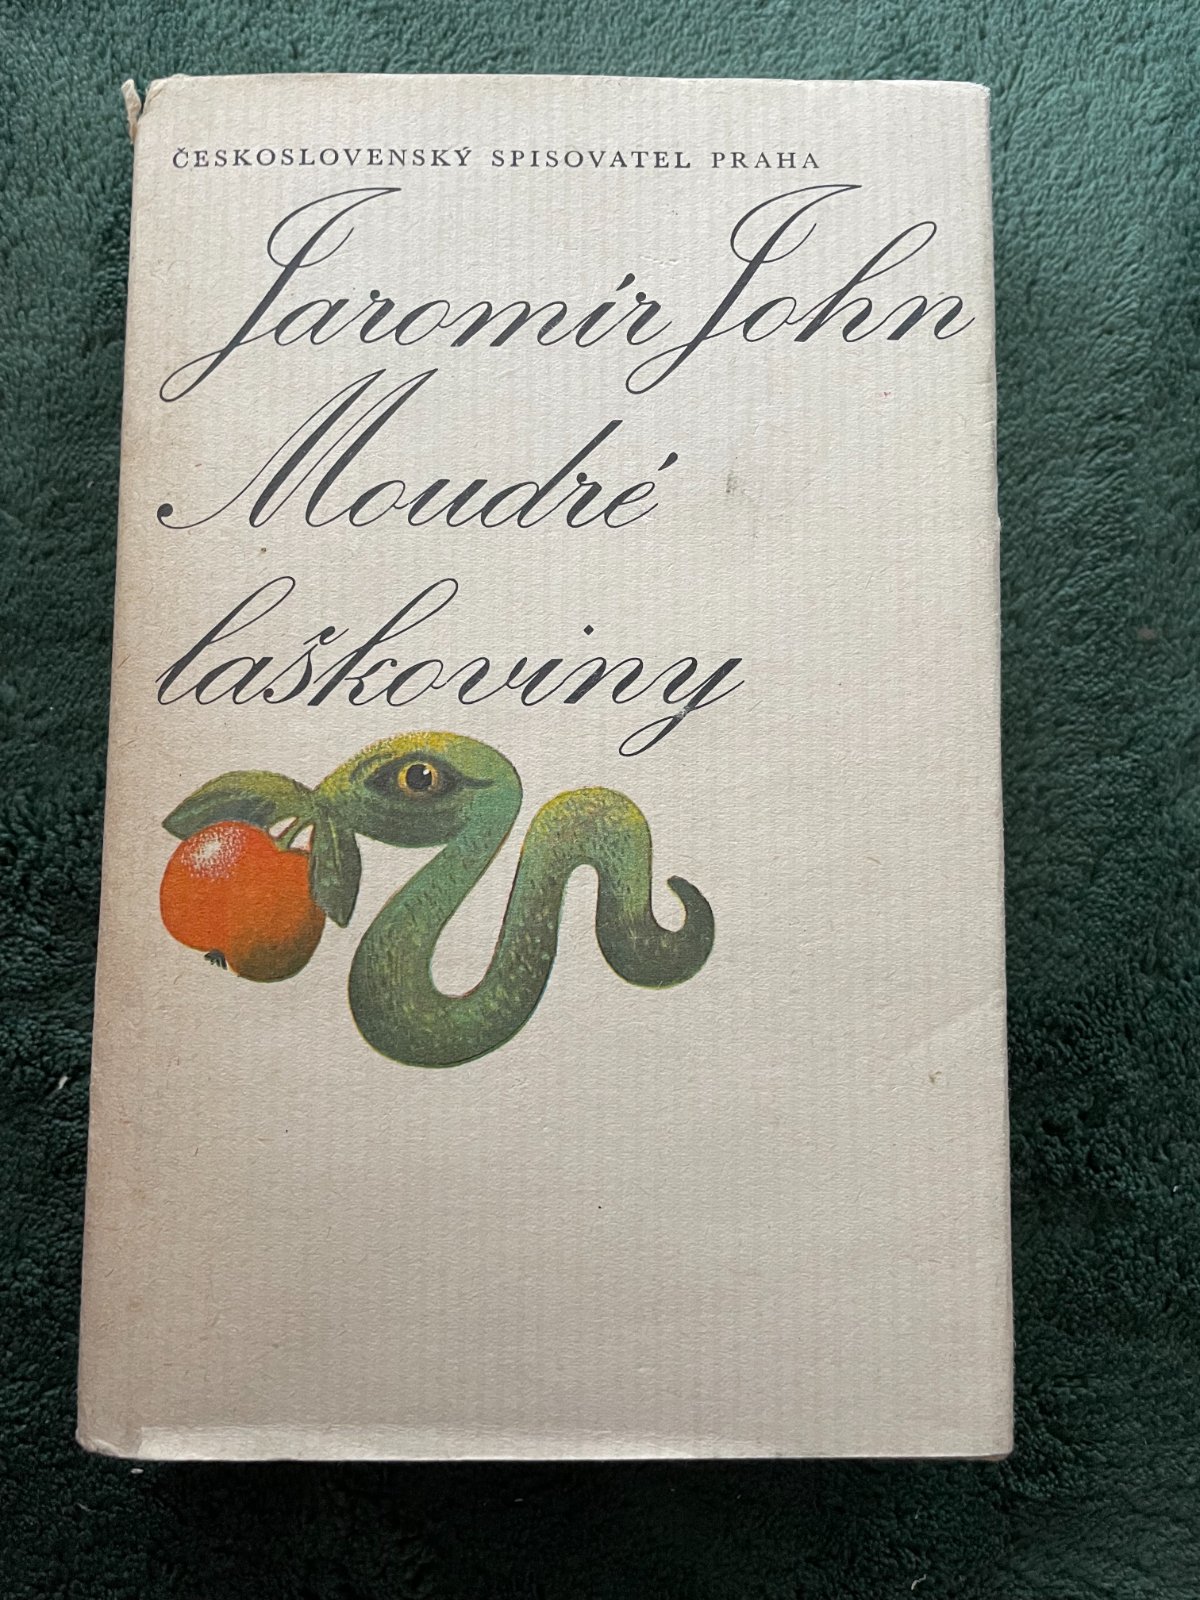 ČESKOSLOVENSKÝ SPISOVATEL PRAHA
Jaromír John
Moudré
laškoviny